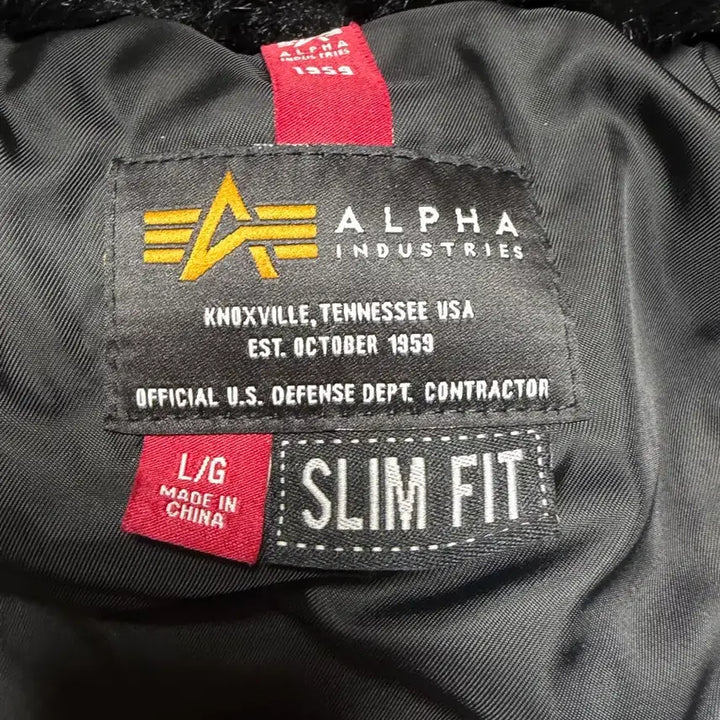 ALPHA
INDUSTRIES
1959
ALPHA
INDUSTRIES
KNOXVILLE, TENNESSEE USA
EST. OCTOBER 1959
OFFICIAL U.S. DEFENSE DEPT. CONTRACTOR
L/G
MADE IN
CHINA
SLIM FIT